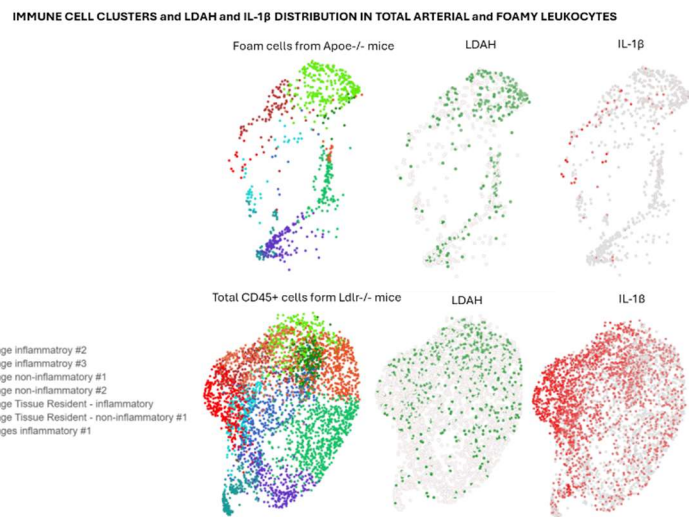 IMMUNE CELL CLUSTERS and LDAH and IL-1β DISTRIBUTION IN TOTAL ARTERIAL and FOAMY LEUKOCYTES
Foam cells from Apoe-/- mice
LDAH
IL-1β
Total CD45+ cells form Ldlr-/- mice
LDAH
IL-1ß
ge inflammatroy #2
ge inflammatroy #3
ge non-inflammatory #1
ge non-inflammatory #2
ge Tissue Resident - inflammatory
ge Tissue Resident - non-inflammatory #1
ges inflammatory #1